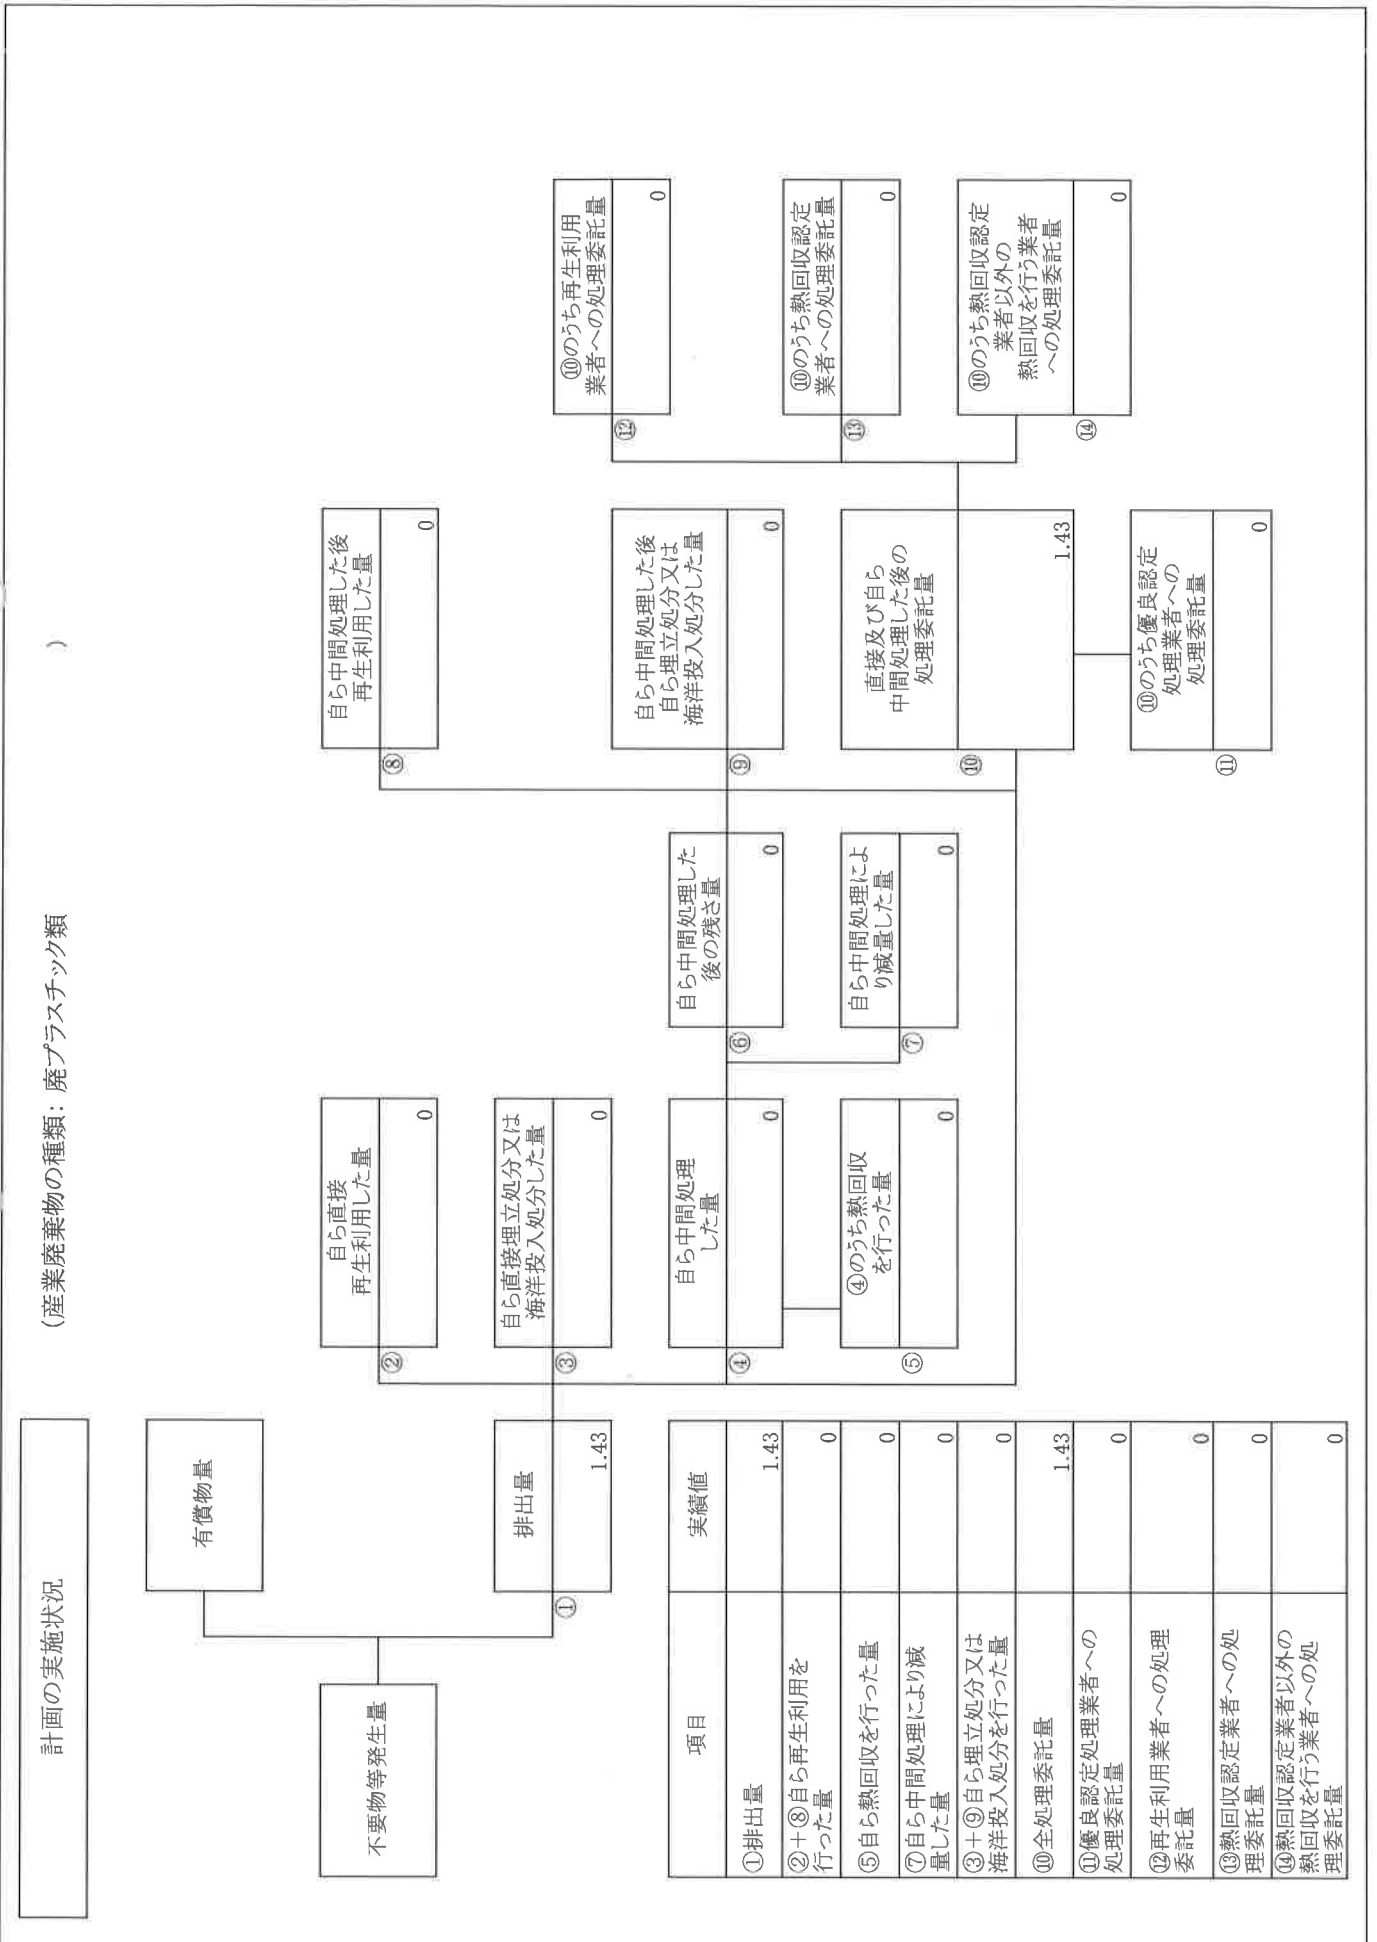 計画の実施状況
(産業廃棄物の種類：廃プラスチック類
)
不要物等発生量
有償物量
排出量
①
1.43
自ら直接
再生利用した量
②
0
自ら直接埋立処分又は
海洋投入処分した量
③
0
自ら中間処理
した量
④
0
④のうち熱回収
を行った量
⑤
0
自ら中間処理した
後の残さ量
⑥
0
自ら中間処理によ
り減量した量
⑦
0
自ら中間処理した後
再生利用した量
⑧
0
自ら中間処理した後
自ら埋立処分又は
海洋投入処分した量
⑨
0
直接及び自ら
中間処理した後の
処理委託量
⑩
1.43
⑩のうち優良認定
処理業者への
処理委託量
⑪
0
⑩のうち再生利用
業者への処理委託量
⑫
0
⑩のうち熱回収認定
業者への処理委託量
⑬
0
⑩のうち熱回収認定
業者以外の
熱回収を行う業者
への処理委託量
⑭
0
項目 実績値
①排出量 1.43
②＋⑧自ら再生利用を
行った量 0
⑤自ら熱回収を行った量 0
⑦自ら中間処理により減
量した量 0
③＋⑨自ら埋立処分又は
海洋投入処分を行った量 0
⑩全処理委託量 1.43
⑪優良認定処理業者への
処理委託量 0
⑫再生利用業者への処理
委託量 0
⑬熱回収認定業者への処
理委託量 0
⑭熱回収認定業者以外の
熱回収を行う業者への処
理委託量 0